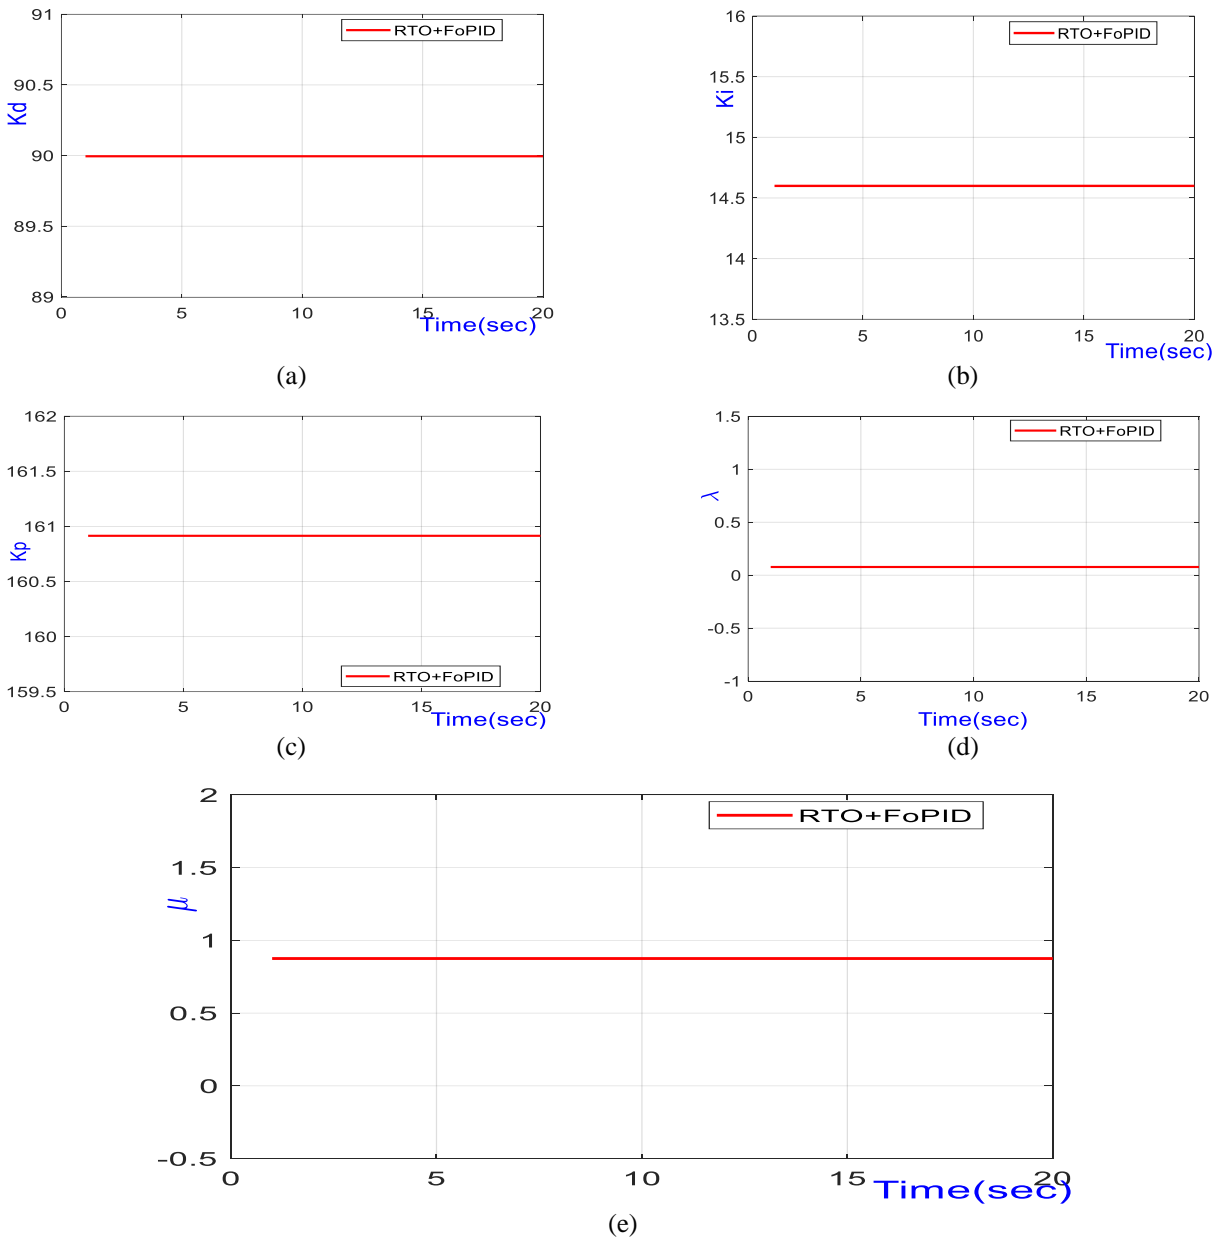 91
90.5
90
89.5
89
Kd
RTO+FoPID
0 5 10 15 20
Time(sec)
(a)
16
15.5
15
14.5
14
13.5
Ki
RTO+FoPID
0 5 10 15 20
Time(sec)
(b)
162
161.5
161
160.5
160
159.5
Kp
RTO+FoPID
0 5 10 15 20
Time(sec)
(c)
1.5
1
0.5
0
-0.5
-1
λ
RTO+FoPID
0 5 10 15 20
Time(sec)
(d)
2
1.5
1
0.5
0
-0.5
μ
RTO+FoPID
0 5 10 15 20
Time(sec)
(e)